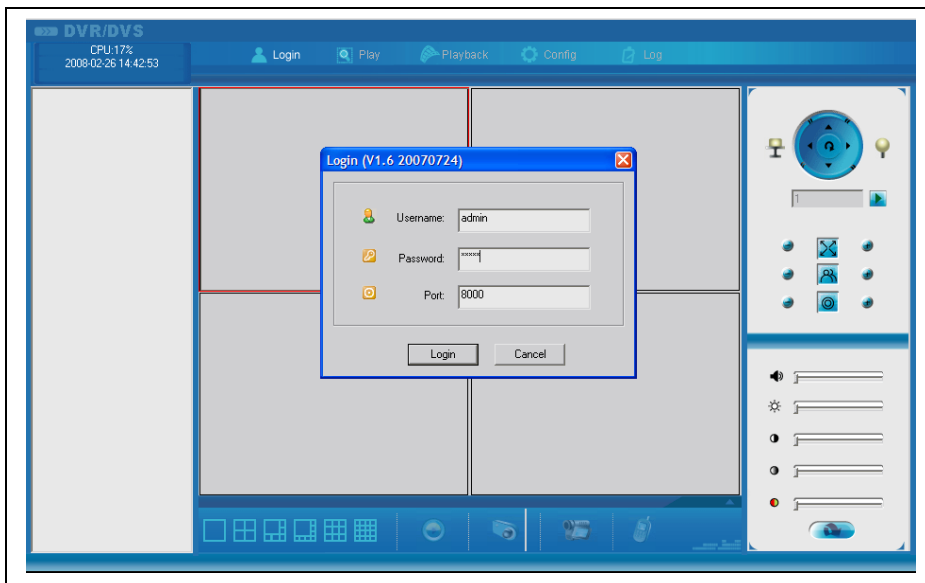 DVR/DVS
CPU:17%
2008-02-26 14:42:53
Login
Play
Playback
Config
Log
Login (V1.6 20070724)
Username: admin
Password: *****
Port: 8000
Login
Cancel
1